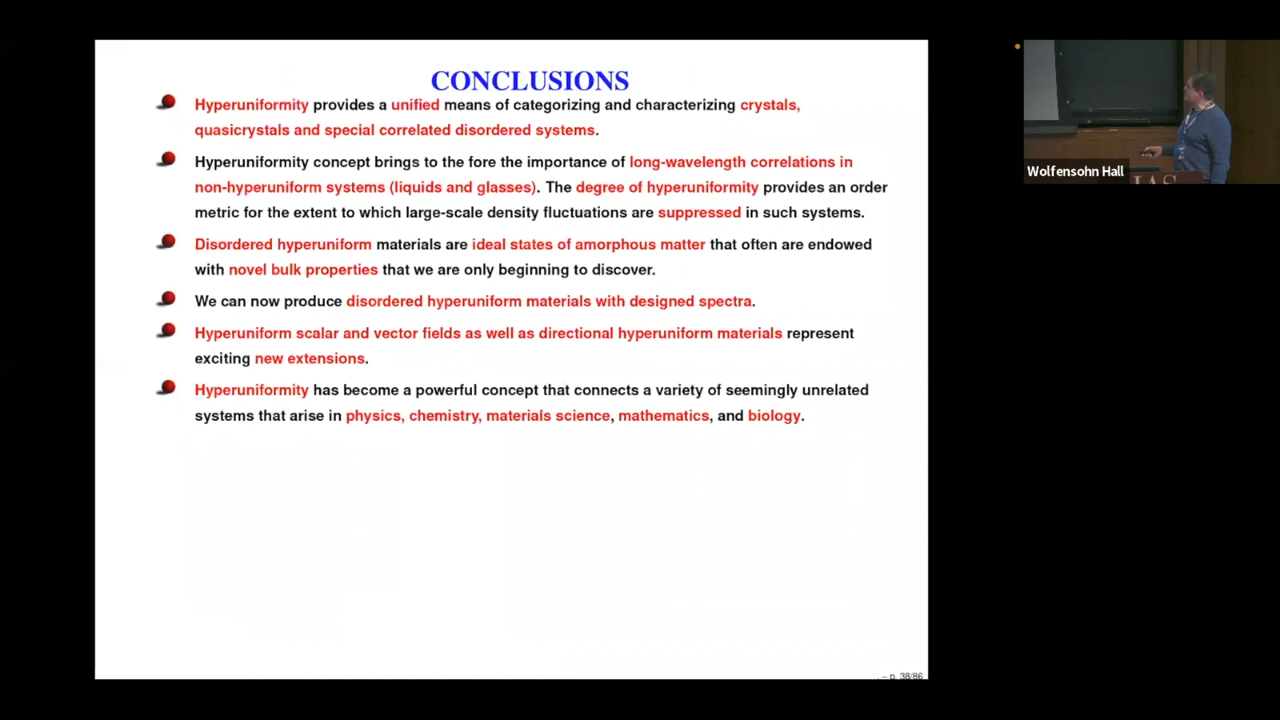 CONCLUSIONS
Hyperuniformity provides a unified means of categorizing and characterizing crystals,
quasicrystals and special correlated disordered systems.
Hyperuniformity concept brings to the fore the importance of long-wavelength correlations in
non-hyperuniform systems (liquids and glasses). The degree of hyperuniformity provides an order
metric for the extent to which large-scale density fluctuations are suppressed in such systems.
Disordered hyperuniform materials are ideal states of amorphous matter that often are endowed
with novel bulk properties that we are only beginning to discover.
We can now produce disordered hyperuniform materials with designed spectra.
Hyperuniform scalar and vector fields as well as directional hyperuniform materials represent
exciting new extensions.
Hyperuniformity has become a powerful concept that connects a variety of seemingly unrelated
systems that arise in physics, chemistry, materials science, mathematics, and biology.
. – p. 38/86
Wolfensohn Hall
IAS